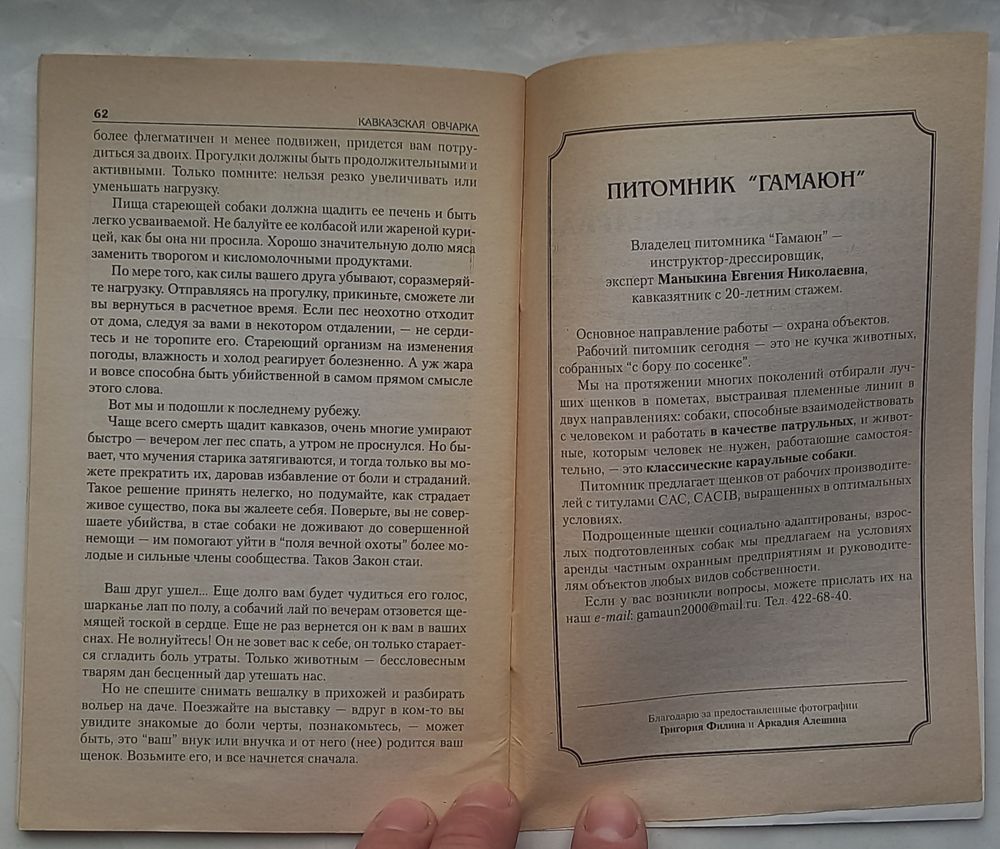 62
КАВКАЗСКАЯ ОВЧАРКА
более флегматичен и менее подвижен, придется вам потру-
диться за двоих. Прогулки должны быть продолжительными и
активными. Только помните: нельзя резко увеличивать или
уменьшать нагрузку.
Пища стареющей собаки должна щадить ее печень и быть
легко усваиваемой. Не балуйте ее колбасой или жареной кури-
цей, как бы она ни просила. Хорошо значительную долю мяса
заменить творогом и кисломолочными продуктами.
По мере того, как силы вашего друга убывают, соразмеряй-
те нагрузку. Отправляясь на прогулку, прикиньте, сможете ли
вы вернуться в расчетное время. Если пес неохотно отходит
от дома, следуя за вами в некотором отдалении, — не серди-
тесь и не торопите его. Стареющий организм на изменения
погоды, влажность и холод реагирует болезненно. А уж жара
и вовсе способна быть убийственной в самом прямом смысле
этого слова.
Вот мы и подошли к последнему рубежу.
Чаще всего смерть щадит кавказов, очень многие умирают
быстро — вечером лег пес спать, а утром не проснулся. Но бы-
вает, что мучения старика затягиваются, и тогда только вы мо-
жете прекратить их, даровав избавление от боли и страданий.
Такое решение принять нелегко, но подумайте, как страдает
живое существо, пока вы жалеете себя. Поверьте, вы не совер-
шаете убийства, в стае собаки не доживают до совершенной
немощи — им помогают уйти в "поля вечной охоты" более мо-
лодые и сильные члены сообщества. Таков Закон стаи.
Ваш друг ушел... Еще долго вам будет чудиться его голос,
шарканье лап по полу, а собачий лай по вечерам отзовется ще-
мящей тоской в сердце. Еще не раз вернется он к вам в ваших
снах. Не волнуйтесь! Он не зовет вас к себе, он только старает-
ся сгладить боль утраты. Только животным — бессловесным
тварям дан бесценный дар утешать нас.
Но не спешите снимать вешалку в прихожей и разбирать
вольер на даче. Поезжайте на выставку — вдруг в ком-то вы
увидите знакомые до боли черты, познакомьтесь, — может
быть, это "ваш" внук или внучка и от него (нее) родится ваш
щенок. Возьмите его, и все начнется сначала.
ПИТОМНИК "ГАМАЮН"
Владелец питомника "Гамаюн" —
инструктор-дрессировщик,
эксперт Маныкина Евгения Николаевна,
кавказятник с 20-летним стажем.
Основное направление работы — охрана объектов.
Рабочий питомник сегодня — это не кучка животных,
собранных "с бору по сосенке".
Мы на протяжении многих поколений отбирали луч-
ших щенков в пометах, выстраивая племенные линии в
двух направлениях: собаки, способные взаимодействовать
с человеком и работать в качестве патрульных, и живот-
ные, которым человек не нужен, работающие самостоя-
тельно, — это классические караульные собаки.
Питомник предлагает щенков от рабочих производите-
лей с титулами САС, CACIB, выращенных в оптимальных
условиях.
Подрощенные щенки социально адаптированы, взрос-
лых подготовленных собак мы предлагаем на условиях
аренды частным охранным предприятиям и руководите-
лям объектов любых видов собственности.
Если у вас возникли вопросы, можете прислать их на
наш e-mail: gamaun2000@mail.ru. Тел. 422-68-40.
Благодарю за предоставленные фотографии
Григория Филина и Аркадия Алешина